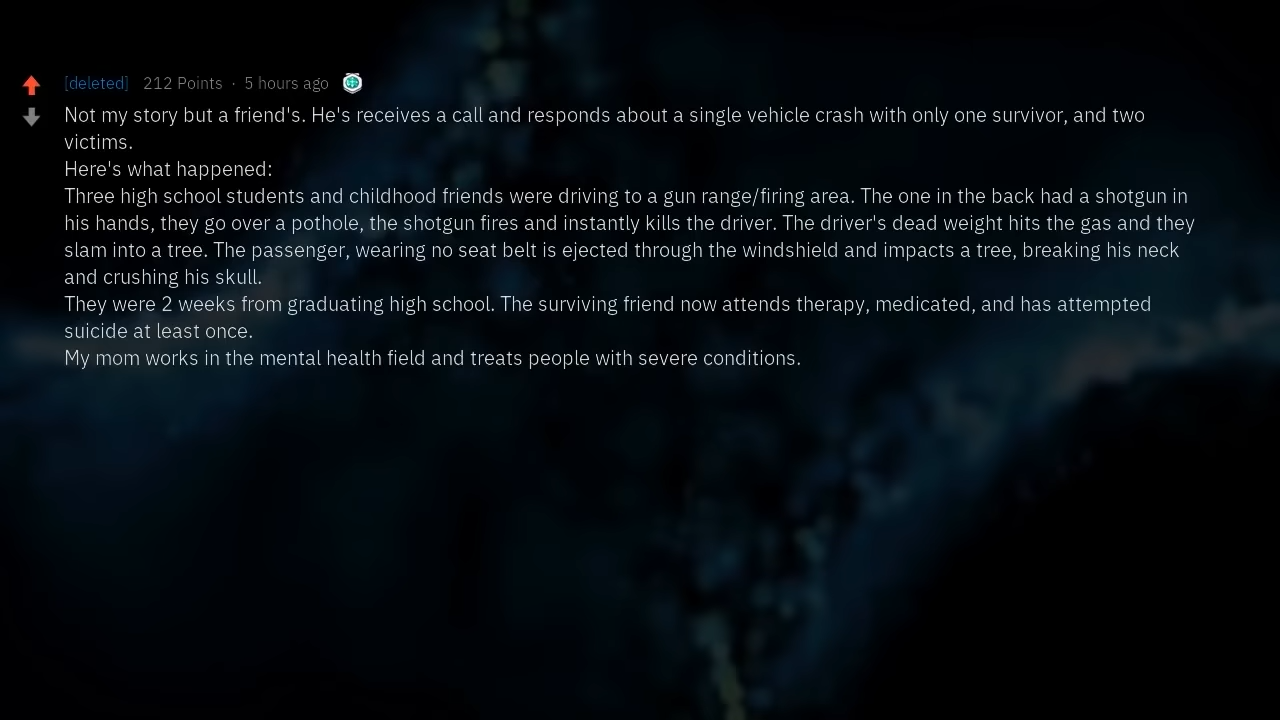 [deleted] 212 Points · 5 hours ago
Not my story but a friend's. He's receives a call and responds about a single vehicle crash with only one survivor, and two
victims.
Here's what happened:
Three high school students and childhood friends were driving to a gun range/firing area. The one in the back had a shotgun in
his hands, they go over a pothole, the shotgun fires and instantly kills the driver. The driver's dead weight hits the gas and they
slam into a tree. The passenger, wearing no seat belt is ejected through the windshield and impacts a tree, breaking his neck
and crushing his skull.
They were 2 weeks from graduating high school. The surviving friend now attends therapy, medicated, and has attempted
suicide at least once.
My mom works in the mental health field and treats people with severe conditions.